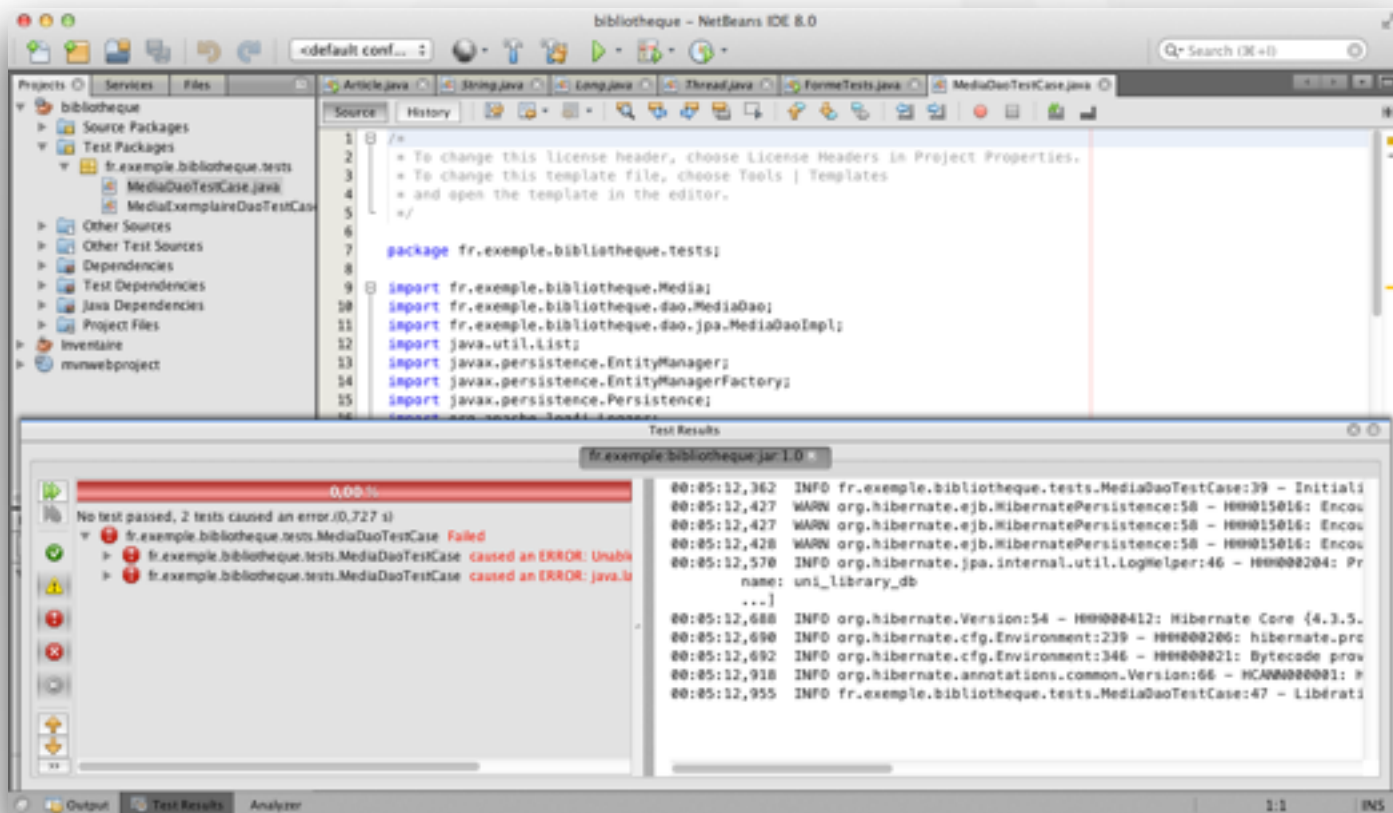 bibliotheque – NetBeans IDE 8.0
<default conf...
Search (⌘+I)
Projects Services Files
Article.java String.java Long.java Thread.java FormeTests.java MediaDaoTestCase.java
bibliotheque
Source Packages
Test Packages
fr.exemple.bibliotheque.tests
MediaDaoTestCase.java
MediaExemplaireDaoTestCase
Other Sources
Other Test Sources
Dependencies
Test Dependencies
Java Dependencies
Project Files
Inventaire
mvnwebproject
Source History
1 /*
2 * To change this license header, choose License Headers in Project Properties.
3 * To change this template file, choose Tools | Templates
4 * and open the template in the editor.
5 */
6
7 package fr.exemple.bibliotheque.tests;
8
9 import fr.exemple.bibliotheque.Media;
10 import fr.exemple.bibliotheque.dao.MediaDao;
11 import fr.exemple.bibliotheque.dao.jpa.MediaDaoImpl;
12 import java.util.List;
13 import javax.persistence.EntityManager;
14 import javax.persistence.EntityManagerFactory;
15 import javax.persistence.Persistence;
16 import org.apache.log4j.Logger;
Test Results
fr.exemple:bibliotheque:jar:1.0
0,00 %
No test passed, 2 tests caused an error.(0,727 s)
fr.exemple.bibliotheque.tests.MediaDaoTestCase Failed
fr.exemple.bibliotheque.tests.MediaDaoTestCase caused an ERROR: Unabl
fr.exemple.bibliotheque.tests.MediaDaoTestCase caused an ERROR: java.la
00:05:12,362 INFO fr.exemple.bibliotheque.tests.MediaDaoTestCase:39 – Initiali
00:05:12,427 WARN org.hibernate.ejb.HibernatePersistence:58 – HHH015016: Encou
00:05:12,427 WARN org.hibernate.ejb.HibernatePersistence:58 – HHH015016: Encou
00:05:12,428 WARN org.hibernate.ejb.HibernatePersistence:58 – HHH015016: Encou
00:05:12,570 INFO org.hibernate.jpa.internal.util.LogHelper:46 – HHH000204: Pr
name: uni_library_db
...]
00:05:12,688 INFO org.hibernate.Version:54 – HHH000412: Hibernate Core {4.3.5.
00:05:12,690 INFO org.hibernate.cfg.Environment:239 – HHH000206: hibernate.pro
00:05:12,692 INFO org.hibernate.cfg.Environment:346 – HHH000021: Bytecode prov
00:05:12,918 INFO org.hibernate.annotations.common.Version:66 – HCANN000001: H
00:05:12,955 INFO fr.exemple.bibliotheque.tests.MediaDaoTestCase:47 – Libérati
Output Test Results Analyzer
1:1 INS